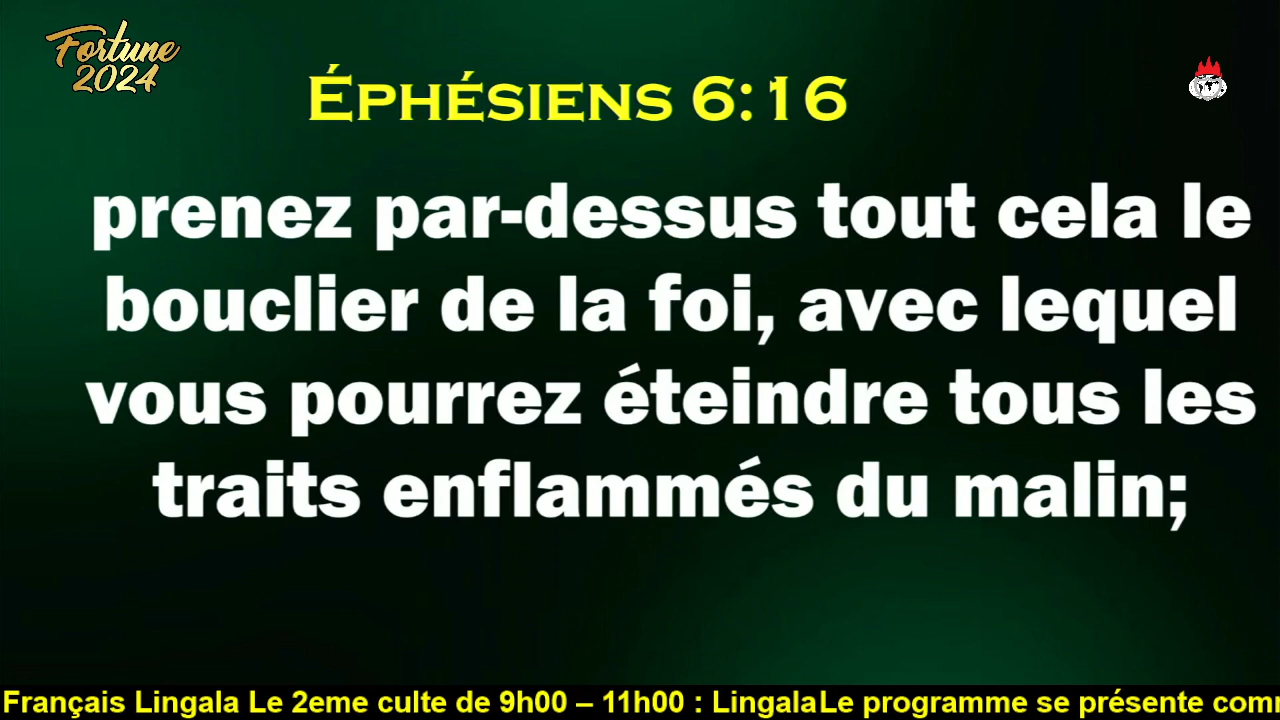 Fortune
2024
Éphésiens 6:16
prenez par-dessus tout cela le
bouclier de la foi, avec lequel
vous pourrez éteindre tous les
traits enflammés du malin;
Français Lingala Le 2eme culte de 9h00 – 11h00 : LingalaLe programme se présente com